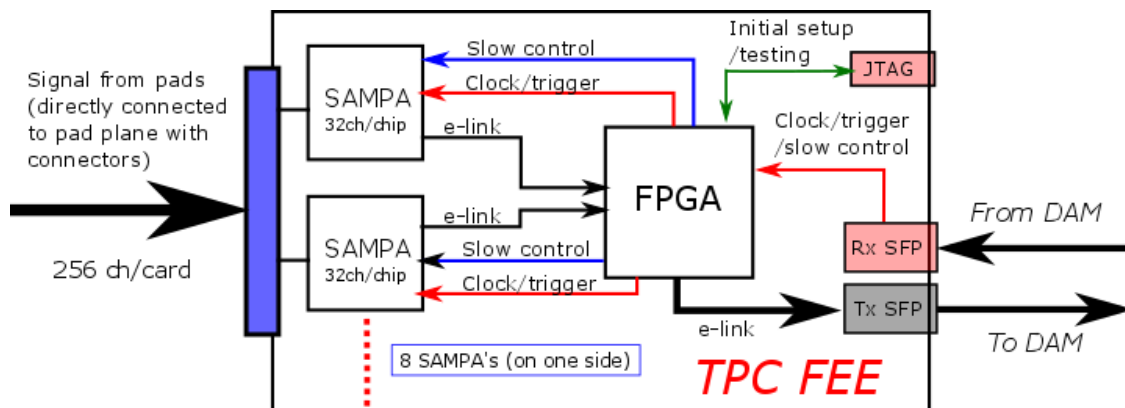 Signal from pads
(directly connected
to pad plane with
connectors)
256 ch/card
SAMPA
32ch/chip
Slow control
Clock/trigger
e-link
SAMPA
32ch/chip
e-link
Slow control
Clock/trigger
8 SAMPA's (on one side)
FPGA
Initial setup
/testing
JTAG
Clock/trigger
/slow control
Rx SFP
From DAM
Tx SFP
To DAM
e-link
TPC FEE